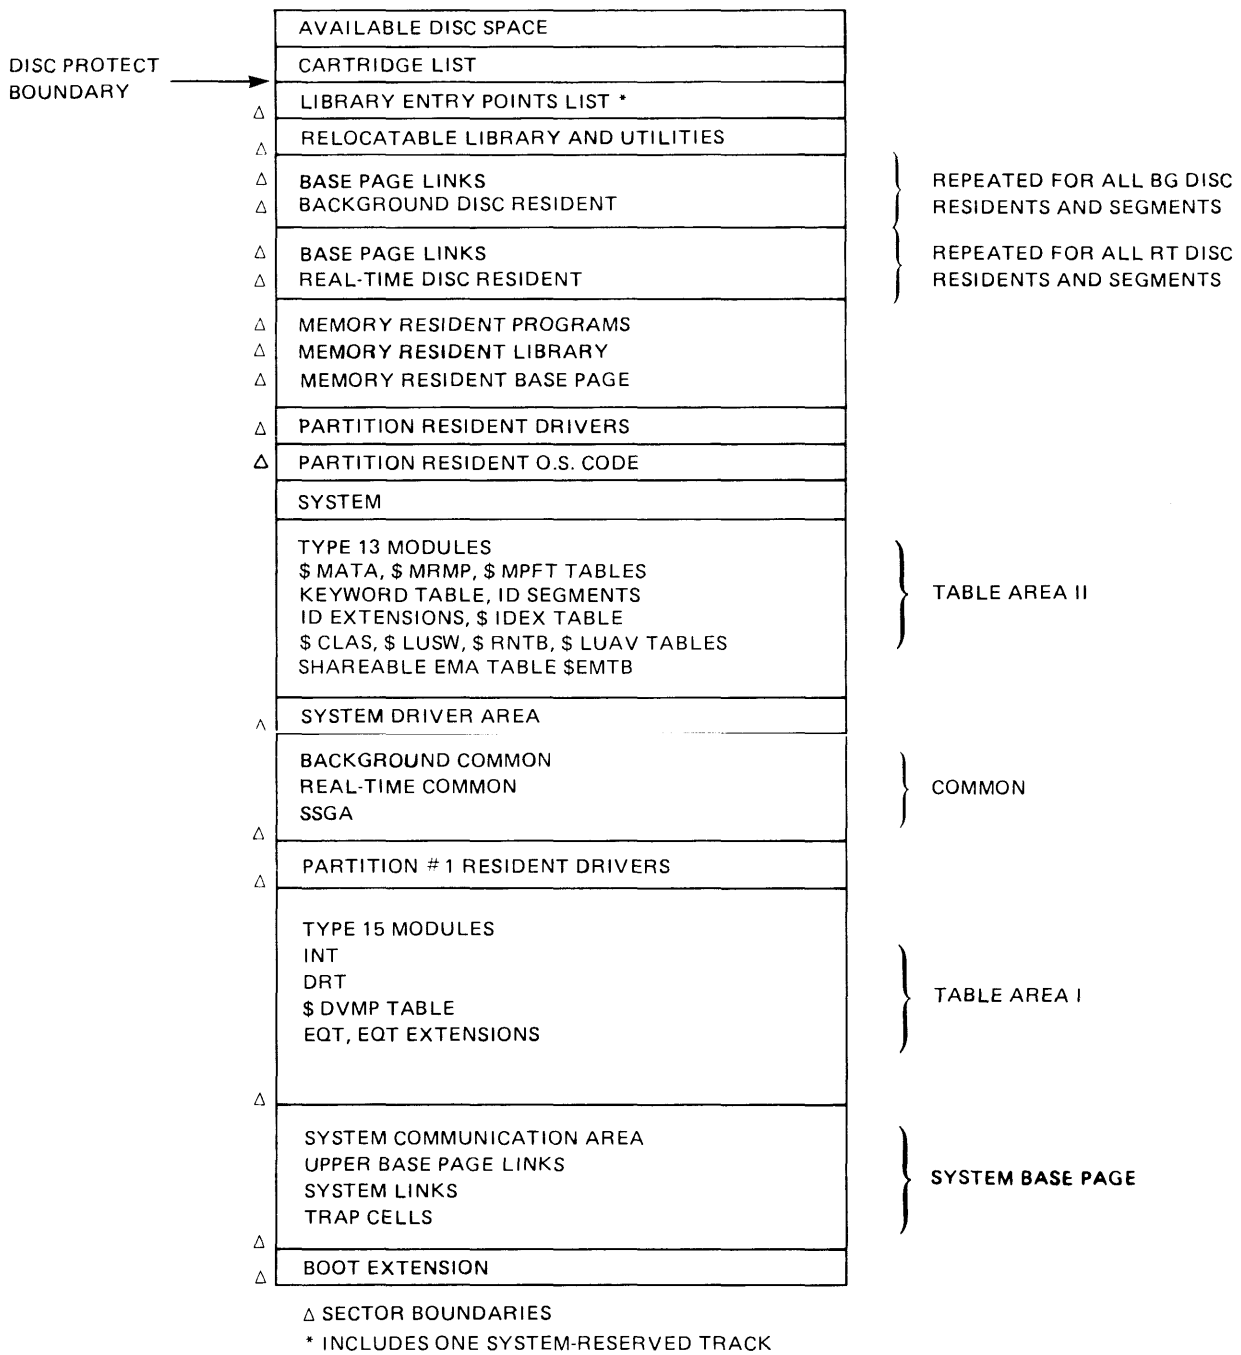 AVAILABLE DISC SPACE
DISC PROTECT
BOUNDARY
CARTRIDGE LIST
Δ LIBRARY ENTRY POINTS LIST *
Δ RELOCATABLE LIBRARY AND UTILITIES
Δ BASE PAGE LINKS
Δ BACKGROUND DISC RESIDENT
REPEATED FOR ALL BG DISC
RESIDENTS AND SEGMENTS
Δ BASE PAGE LINKS
Δ REAL-TIME DISC RESIDENT
REPEATED FOR ALL RT DISC
RESIDENTS AND SEGMENTS
Δ MEMORY RESIDENT PROGRAMS
Δ MEMORY RESIDENT LIBRARY
Δ MEMORY RESIDENT BASE PAGE
Δ PARTITION RESIDENT DRIVERS
Δ PARTITION RESIDENT O.S. CODE
SYSTEM
TYPE 13 MODULES
$ MATA, $ MRMP, $ MPFT TABLES
KEYWORD TABLE, ID SEGMENTS
ID EXTENSIONS, $ IDEX TABLE
$ CLAS, $ LUSW, $ RNTB, $ LUAV TABLES
SHAREABLE EMA TABLE $EMTB
TABLE AREA II
Δ SYSTEM DRIVER AREA
BACKGROUND COMMON
REAL-TIME COMMON
SSGA
Δ
COMMON
Δ PARTITION #1 RESIDENT DRIVERS
TYPE 15 MODULES
INT
DRT
$ DVMP TABLE
EQT, EQT EXTENSIONS
Δ
TABLE AREA I
SYSTEM COMMUNICATION AREA
UPPER BASE PAGE LINKS
SYSTEM LINKS
TRAP CELLS
Δ
SYSTEM BASE PAGE
Δ BOOT EXTENSION
Δ SECTOR BOUNDARIES
* INCLUDES ONE SYSTEM-RESERVED TRACK